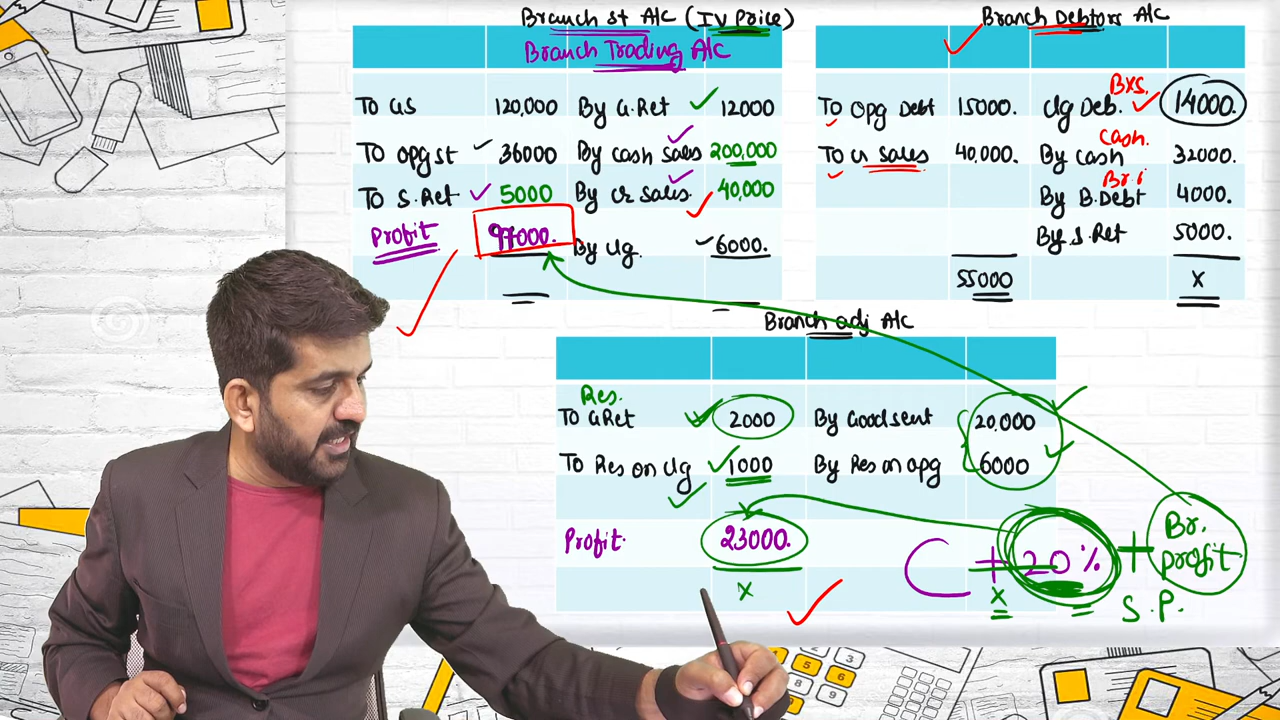 Branch st A/c (IV Price)
Branch Trading A/c
To GS 120,000 By G.Ret 12000
To opg st 36000 By cash sales 200,000
To S.Ret 5000 By Cr sales 40,000
Profit 97000. By Clg. 6000.
Branch Debtors A/c
To opg Debt 15000. Clg Deb. B x S. 14000.
To Cr Sales 40,000. By Cash Cash. 32000.
By B.Debt 4000.
By S.Ret 5000.
55000 x
Branch adj A/c
Res.
To G.Ret 2000 By Good sent 20,000
To Res on Clg 1000 By Res on opg 6000
Profit 23000.
x x
C + 20% + Br. profit
S.P.